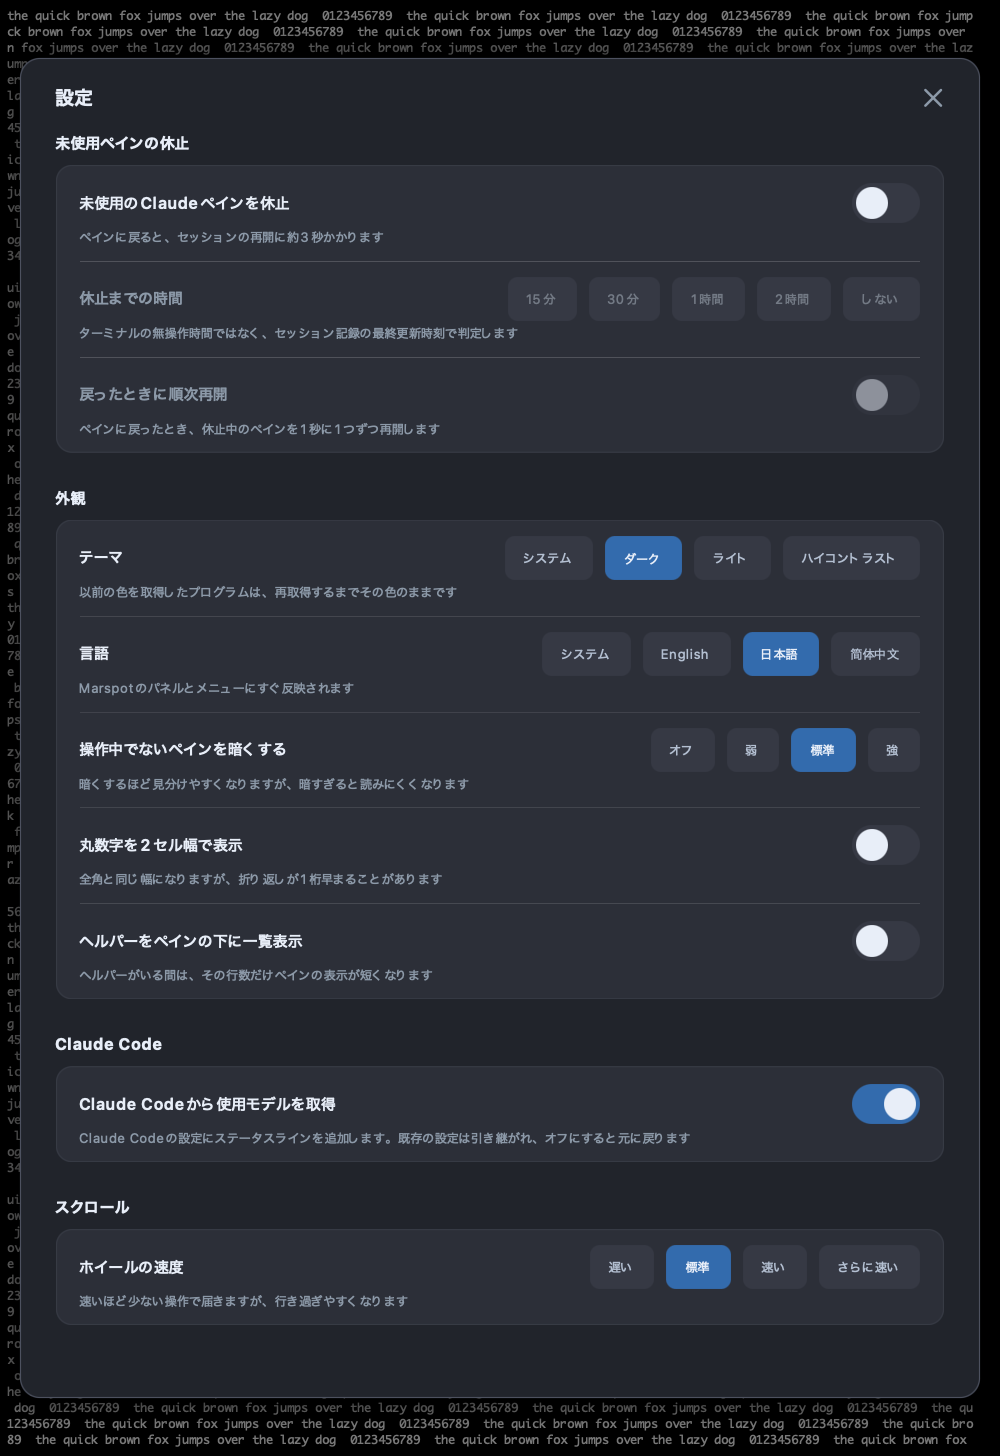 the quick brown fox jumps over the lazy dog  0123456789  the quick brown fox jumps over the lazy dog  0123456789  the quick brown fox jump
ck brown fox jumps over the lazy dog  0123456789  the quick brown fox jumps over the lazy dog  0123456789  the quick brown fox jumps over
n fox jumps over the lazy dog  0123456789  the quick brown fox jumps over the lazy dog  0123456789  the quick brown fox jumps over the laz
設定
未使用ペインの休止
未使用のClaudeペインを休止
ペインに戻ると、セッションの再開に約3秒かかります
休止までの時間 15分 30分 1時間 2時間 しない
ターミナルの無操作時間ではなく、セッション記録の最終更新時刻で判定します
戻ったときに順次再開
ペインに戻ったとき、休止中のペインを1秒に1つずつ再開します
外観
テーマ システム ダーク ライト ハイコントラスト
以前の色を取得したプログラムは、再取得するまでその色のままです
言語 システム English 日本語 简体中文
Marspotのパネルとメニューにすぐ反映されます
操作中でないペインを暗くする オフ 弱 標準 強
暗くするほど見分けやすくなりますが、暗すぎると読みにくくなります
丸数字を2セル幅で表示
全角と同じ幅になりますが、折り返しが1桁早まることがあります
ヘルパーをペインの下に一覧表示
ヘルパーがいる間は、その行数だけペインの表示が短くなります
Claude Code
Claude Codeから使用モデルを取得
Claude Codeの設定にステータスラインを追加します。既存の設定は引き継がれ、オフにすると元に戻ります
スクロール
ホイールの速度 遅い 標準 速い さらに速い
速いほど少ない操作で届きますが、行き過ぎやすくなります
dog  0123456789  the quick brown fox jumps over the lazy dog  0123456789  the quick brown fox jumps over the lazy dog  0123456789  the qu
123456789  the quick brown fox jumps over the lazy dog  0123456789  the quick brown fox jumps over the lazy dog  0123456789  the quick bro
89  the quick brown fox jumps over the lazy dog  0123456789  the quick brown fox jumps over the lazy dog  0123456789  the quick brown fox